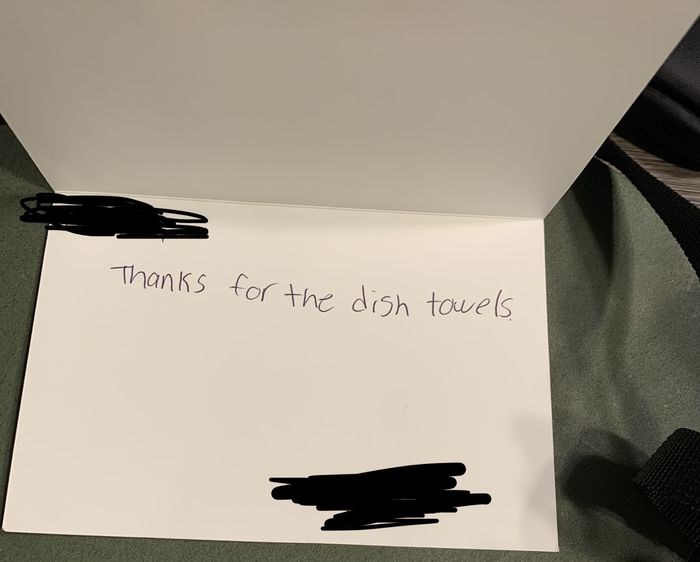 Thanks for the dish towels.